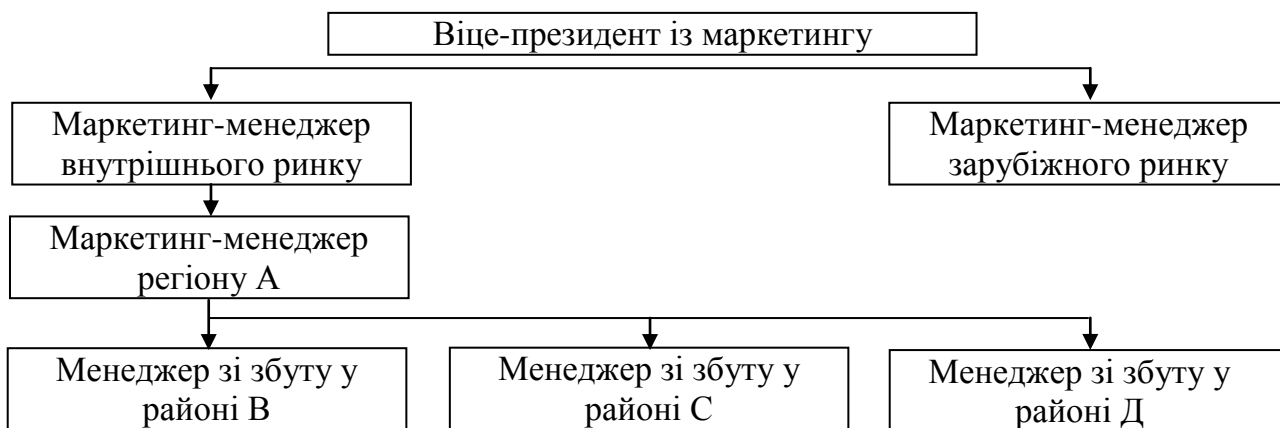 Віце-президент із маркетингу
Маркетинг-менеджер
внутрішнього ринку
Маркетинг-менеджер
зарубіжного ринку
Маркетинг-менеджер
регіону А
Менеджер зі збуту у
районі В
Менеджер зі збуту у
районі С
Менеджер зі збуту у
районі Д